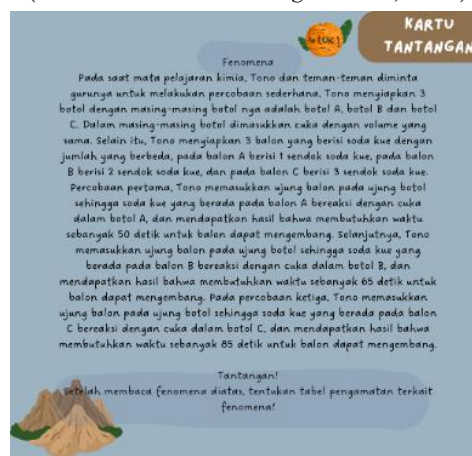 KARTU
TANTANGAN
Fenomena
Pada saat mata pelajaran kimia, Tono dan teman-teman diminta
gurunya untuk melakukan percobaan sederhana, Tono menyiapkan 3
botol dengan masing-masing botol nya adalah botol A, botol B dan botol
C. Dalam masing-masing botol dimasukkan cuka dengan volume yang
sama. Selain itu, Tono menyiapkan 3 balon yang berisi soda kue dengan
jumlah yang berbeda, pada balon A berisi 1 sendok soda kue, pada balon
B berisi 2 sendok soda kue, dan pada balon C berisi 3 sendok soda kue.
Percobaan pertama, Tono memasukkan ujung balon pada ujung botol
sehingga soda kue yang berada pada balon A bereaksi dengan cuka
dalam botol A, dan mendapatkan hasil bahwa membutuhkan waktu
sebanyak 50 detik untuk balon dapat mengembang. Selanjutnya, Tono
memasukkan ujung balon pada ujung botol sehingga soda kue yang
berada pada balon B bereaksi dengan cuka dalam botol B, dan
mendapatkan hasil bahwa membutuhkan waktu sebanyak 65 detik untuk
balon dapat mengembang. Pada percobaan ketiga, Tono memasukkan
ujung balon pada ujung botol sehingga soda kue yang berada pada balon
C bereaksi dengan cuka dalam botol C, dan mendapatkan hasil bahwa
membutuhkan waktu sebanyak 85 detik untuk balon dapat mengembang.
Tantangan!
Setelah membaca fenomena diatas, tentukan tabel pengamatan terkait
fenomena!